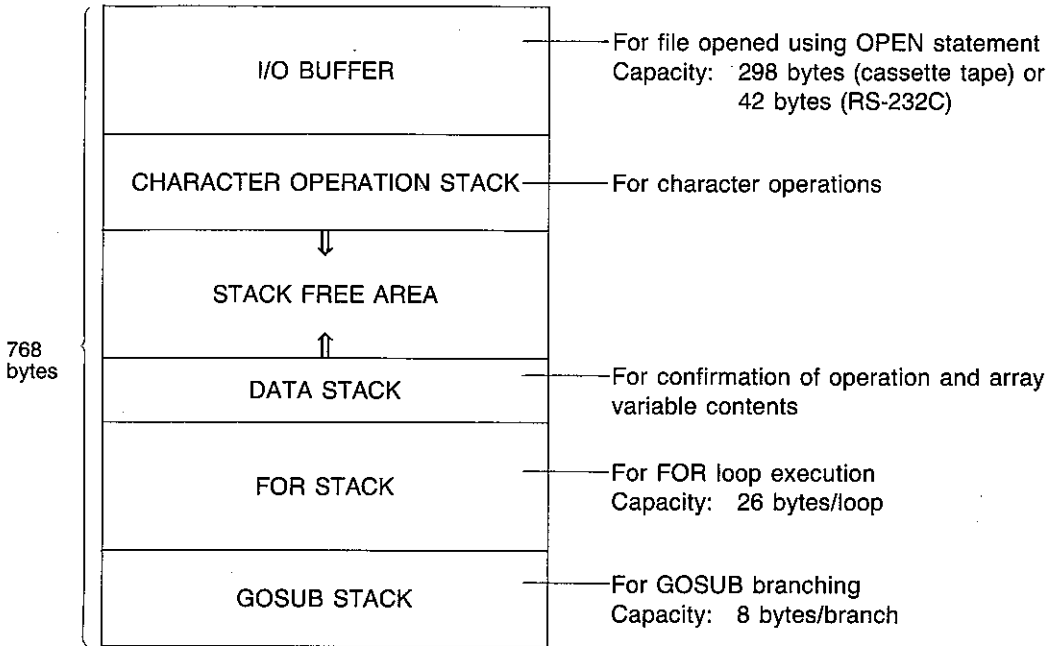 I/O BUFFER
For file opened using OPEN statement
Capacity: 298 bytes (cassette tape) or
42 bytes (RS-232C)
CHARACTER OPERATION STACK
For character operations
STACK FREE AREA
768
bytes
DATA STACK
For confirmation of operation and array
variable contents
FOR STACK
For FOR loop execution
Capacity: 26 bytes/loop
GOSUB STACK
For GOSUB branching
Capacity: 8 bytes/branch